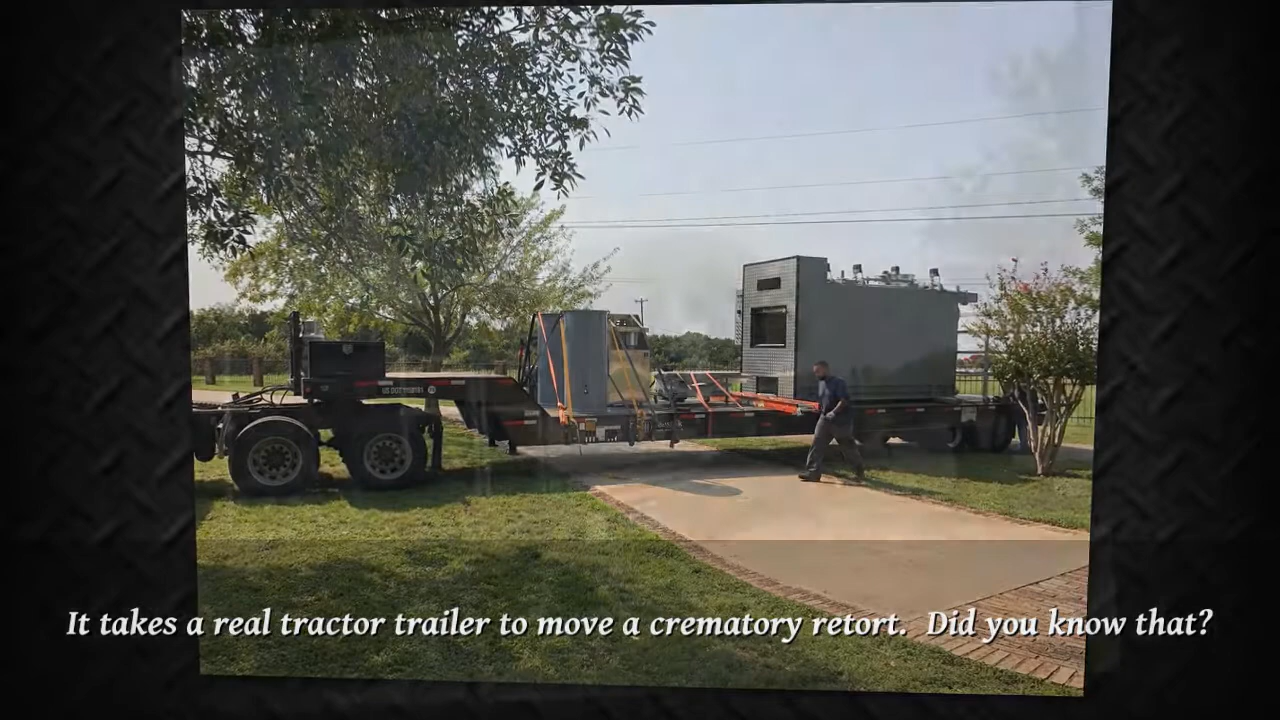 It takes a real tractor trailer to move a crematory retort.  Did you know that?